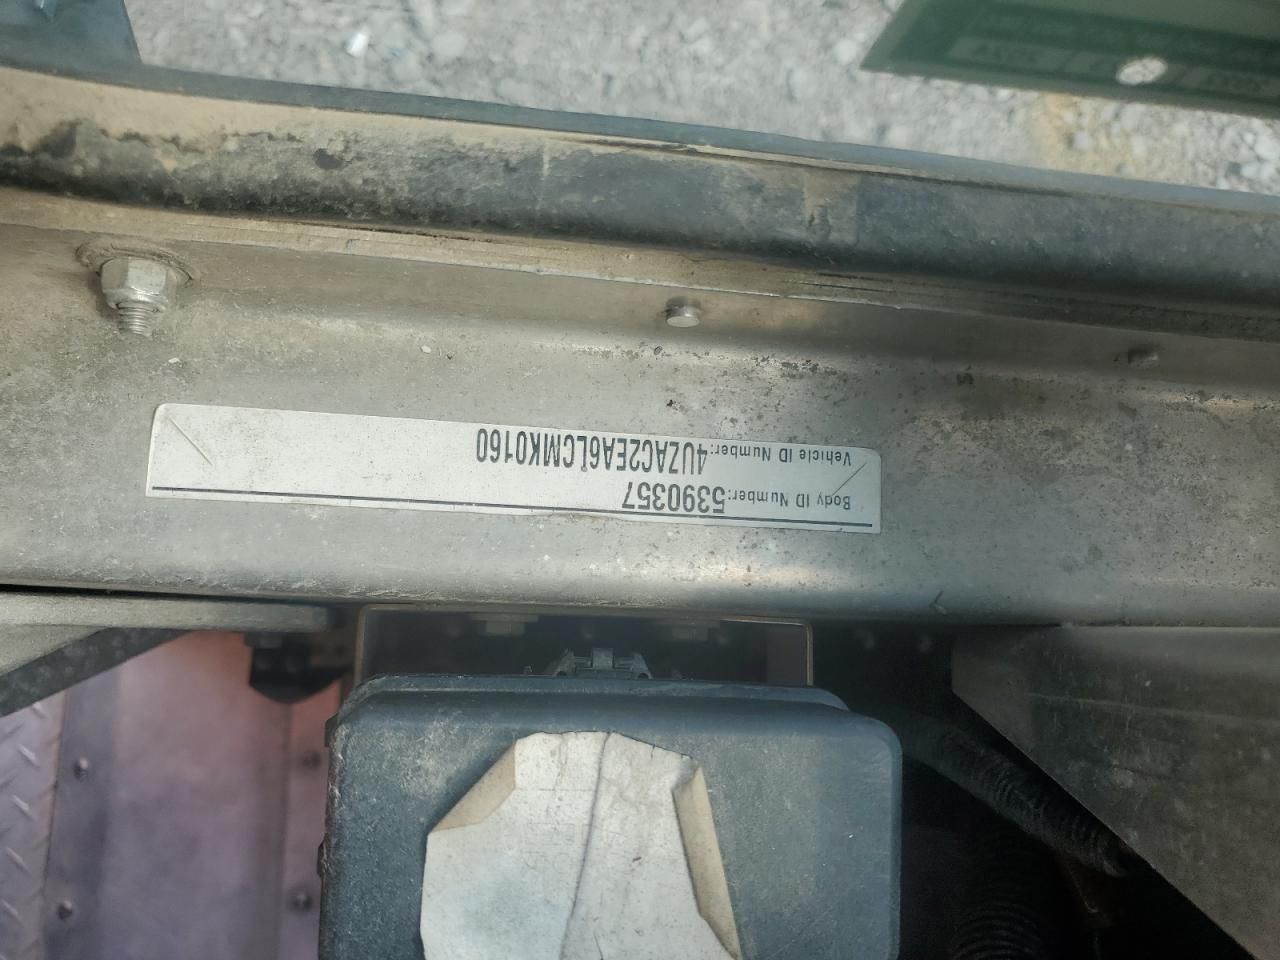 Body ID Number: 5390357
Vehicle ID Number: 4UZAC2EA6LCMK0160